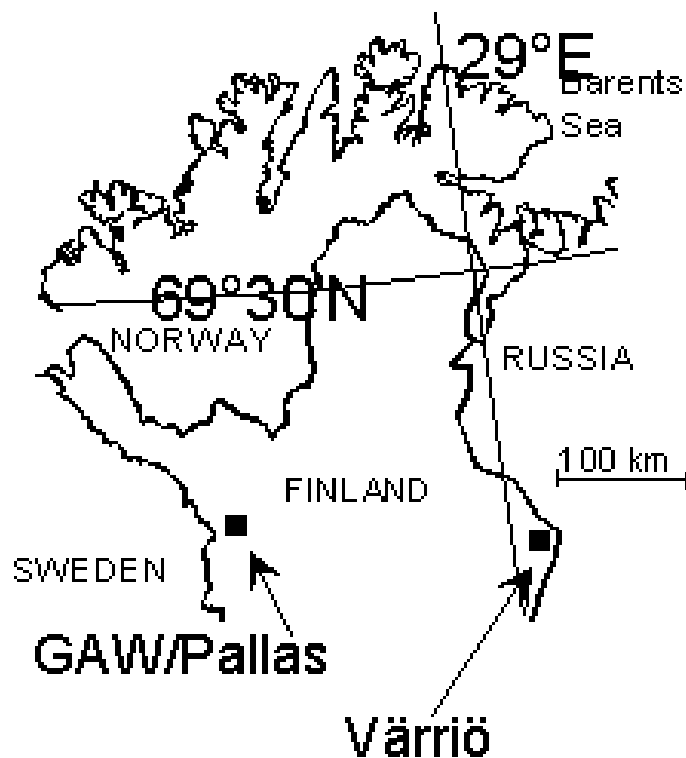 29°E
Barents
Sea
69°30'N
NORWAY
RUSSIA
100 km
FINLAND
SWEDEN
GAW/Pallas
Värriö